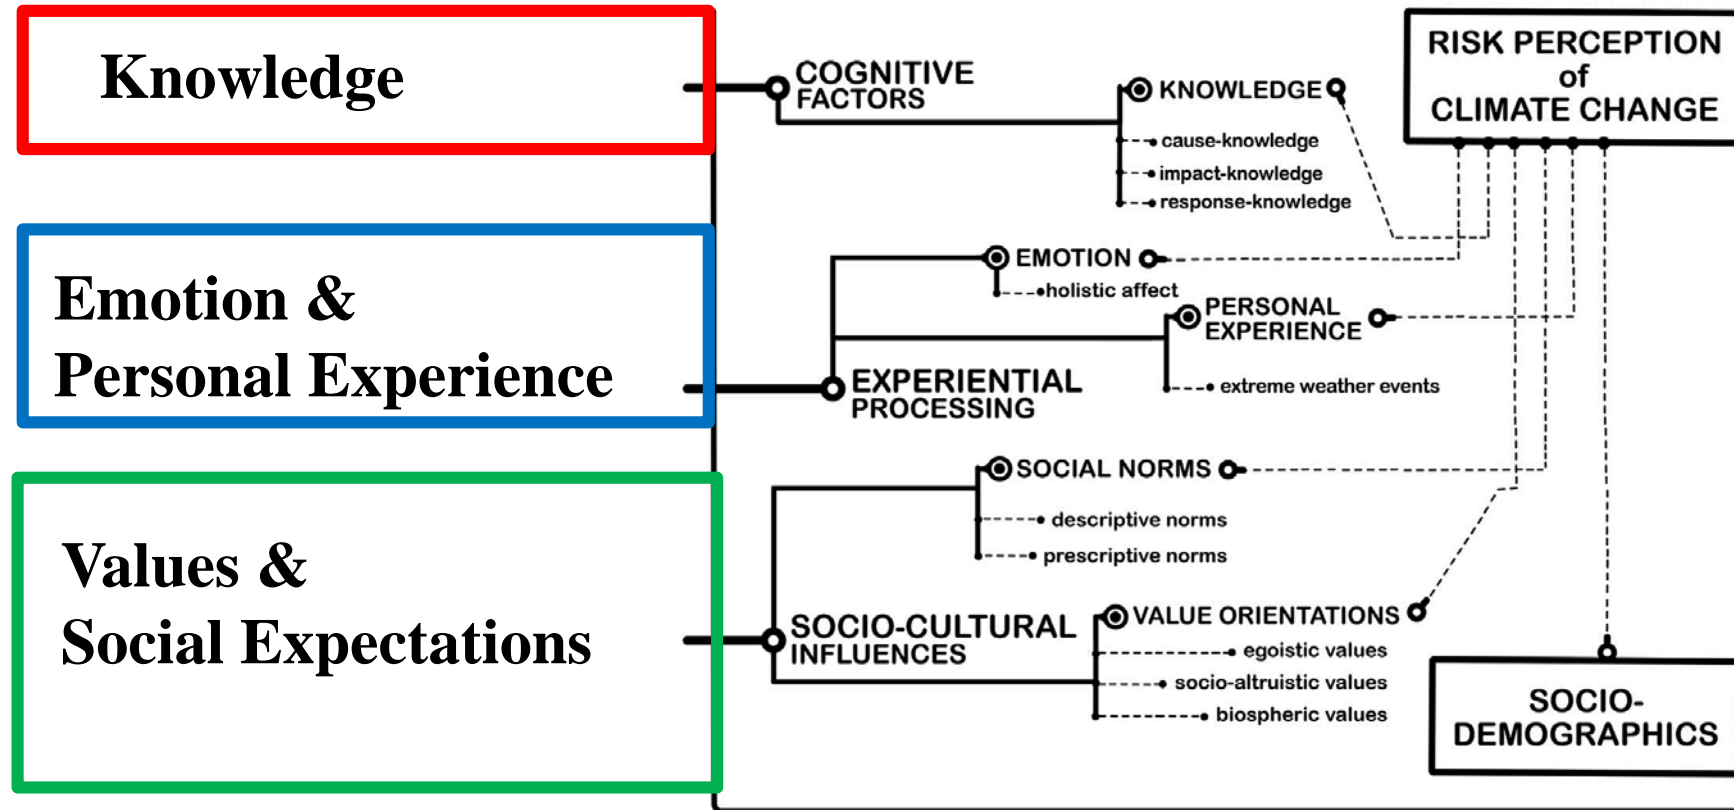 Knowledge
Emotion &
Personal Experience
Values &
Social Expectations
COGNITIVE
FACTORS
KNOWLEDGE
cause-knowledge
impact-knowledge
response-knowledge
EMOTION
holistic affect
PERSONAL
EXPERIENCE
extreme weather events
EXPERIENTIAL
PROCESSING
SOCIAL NORMS
descriptive norms
prescriptive norms
SOCIO-CULTURAL
INFLUENCES
VALUE ORIENTATIONS
egoistic values
socio-altruistic values
biospheric values
RISK PERCEPTION
of
CLIMATE CHANGE
SOCIO-
DEMOGRAPHICS